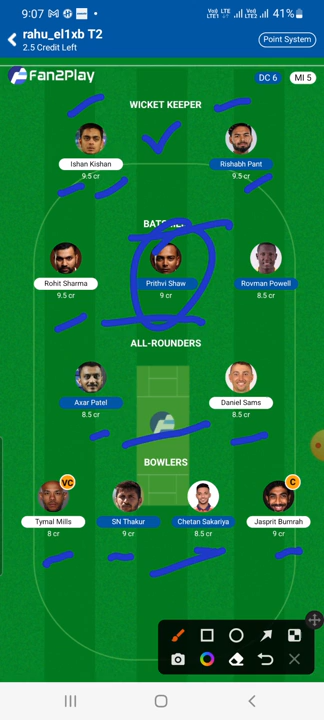 9:07 M LTE1 LTE2 41%
rahu_el1xb T2
2.5 Credit Left
Point System
Fan2Play
DC 6 MI 5
WICKET KEEPER
Ishan Kishan Rishabh Pant
9.5 cr 9.5 cr
Rohit Sharma Prithvi Shaw Rovman Powell
9.5 cr 9 cr 8.5 cr
ALL-ROUNDERS
Axar Patel Daniel Sams
8.5 cr 8.5 cr
BOWLERS
VC C
Tymal Mills SN Thakur Chetan Sakariya Jasprit Bumrah
8 cr 9 cr 8.5 cr 9 cr